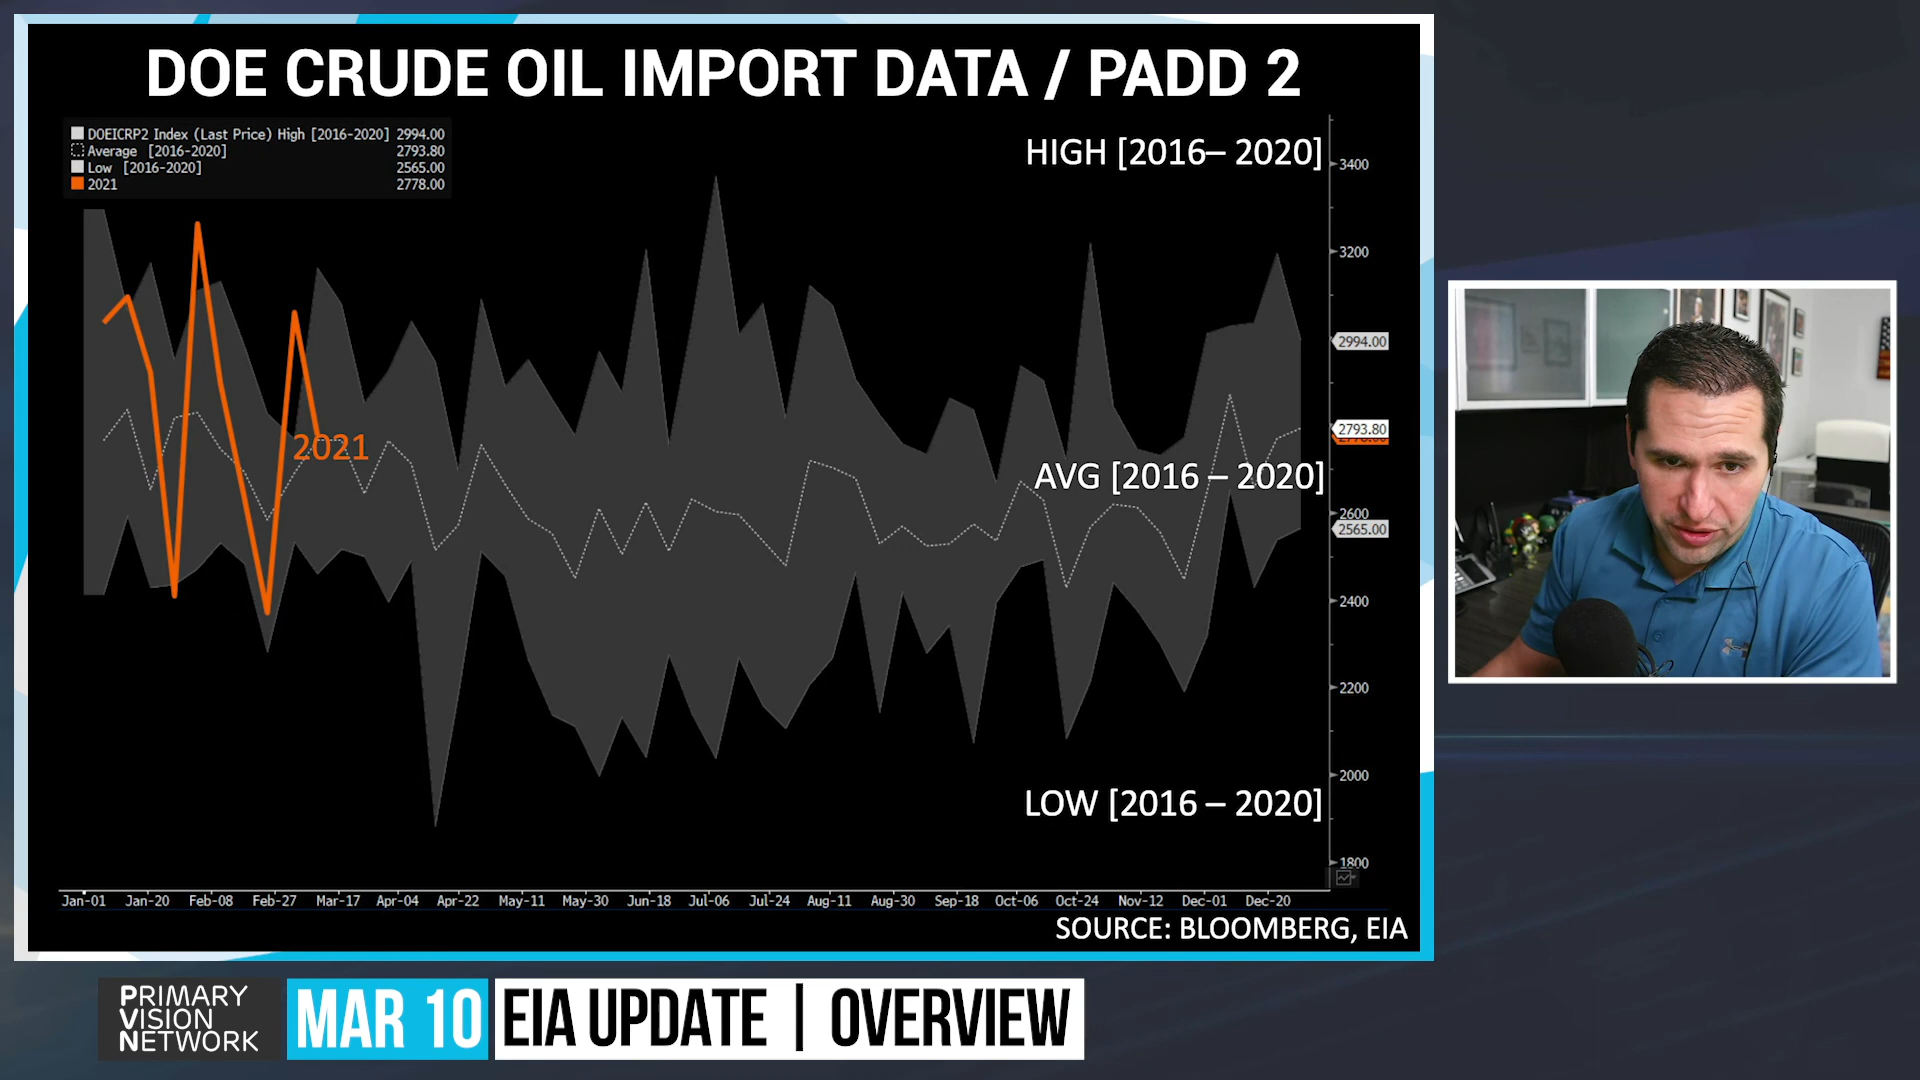 DOE CRUDE OIL IMPORT DATA / PADD 2
DOEICRP2 Index (Last Price) High [2016-2020] 2994.00
Average [2016-2020] 2793.80
Low [2016-2020] 2565.00
2021 2778.00
HIGH [2016– 2020]
3400
3200
2994.00
2793.80
2021
AVG [2016 – 2020]
2600
2565.00
2400
2200
2000
LOW [2016 – 2020]
1800
Jan-01 Jan-20 Feb-08 Feb-27 Mar-17 Apr-04 Apr-22 May-11 May-30 Jun-18 Jul-06 Jul-24 Aug-11 Aug-30 Sep-18 Oct-06 Oct-24 Nov-12 Dec-01 Dec-20
SOURCE: BLOOMBERG, EIA
PRIMARY
VISION
NETWORK
MAR 10
EIA UPDATE | OVERVIEW